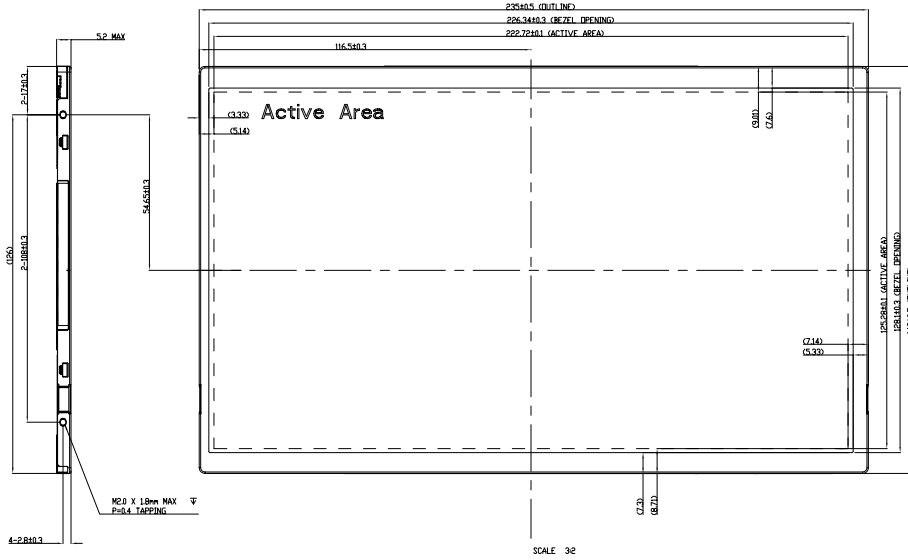 235±0.5 (OUTLINE)
226.34±0.3 (BEZEL OPENING)
222.72±0.1 (ACTIVE AREA)
5.2 MAX
116.5±0.3
2-17±0.3
(3.33)
Active Area
(5.14)
(9.01)
(7.6)
54.65±0.3
(126)
2-108±0.3
125.28±0.1 (ACTIVE AREA)
128.1±0.3 (BEZEL OPENING)
(7.14)
(5.33)
M2.0 X 1.8mm MAX
P=0.4 TAPPING
(7.3)
(8.71)
4-2.8±0.3
SCALE 3:2